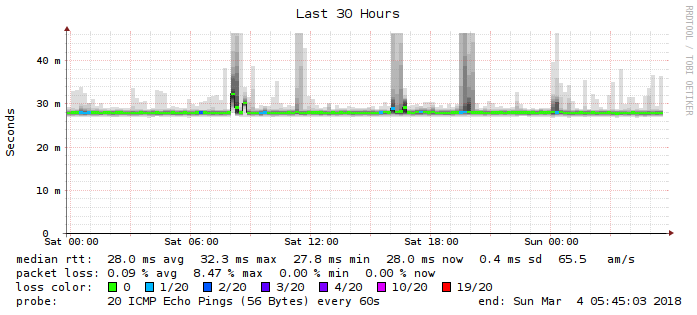 Last 30 Hours
RRDTOOL / TOBI OETIKER
Seconds
40 m
30 m
20 m
10 m
0
Sat 00:00 Sat 06:00 Sat 12:00 Sat 18:00 Sun 00:00
median rtt: 28.0 ms avg 32.3 ms max 27.8 ms min 28.0 ms now 0.4 ms sd 65.5 am/s
packet loss: 0.09 % avg 8.47 % max 0.00 % min 0.00 % now
loss color: 0 1/20 2/20 3/20 4/20 10/20 19/20
probe: 20 ICMP Echo Pings (56 Bytes) every 60s end: Sun Mar 4 05:45:03 2018